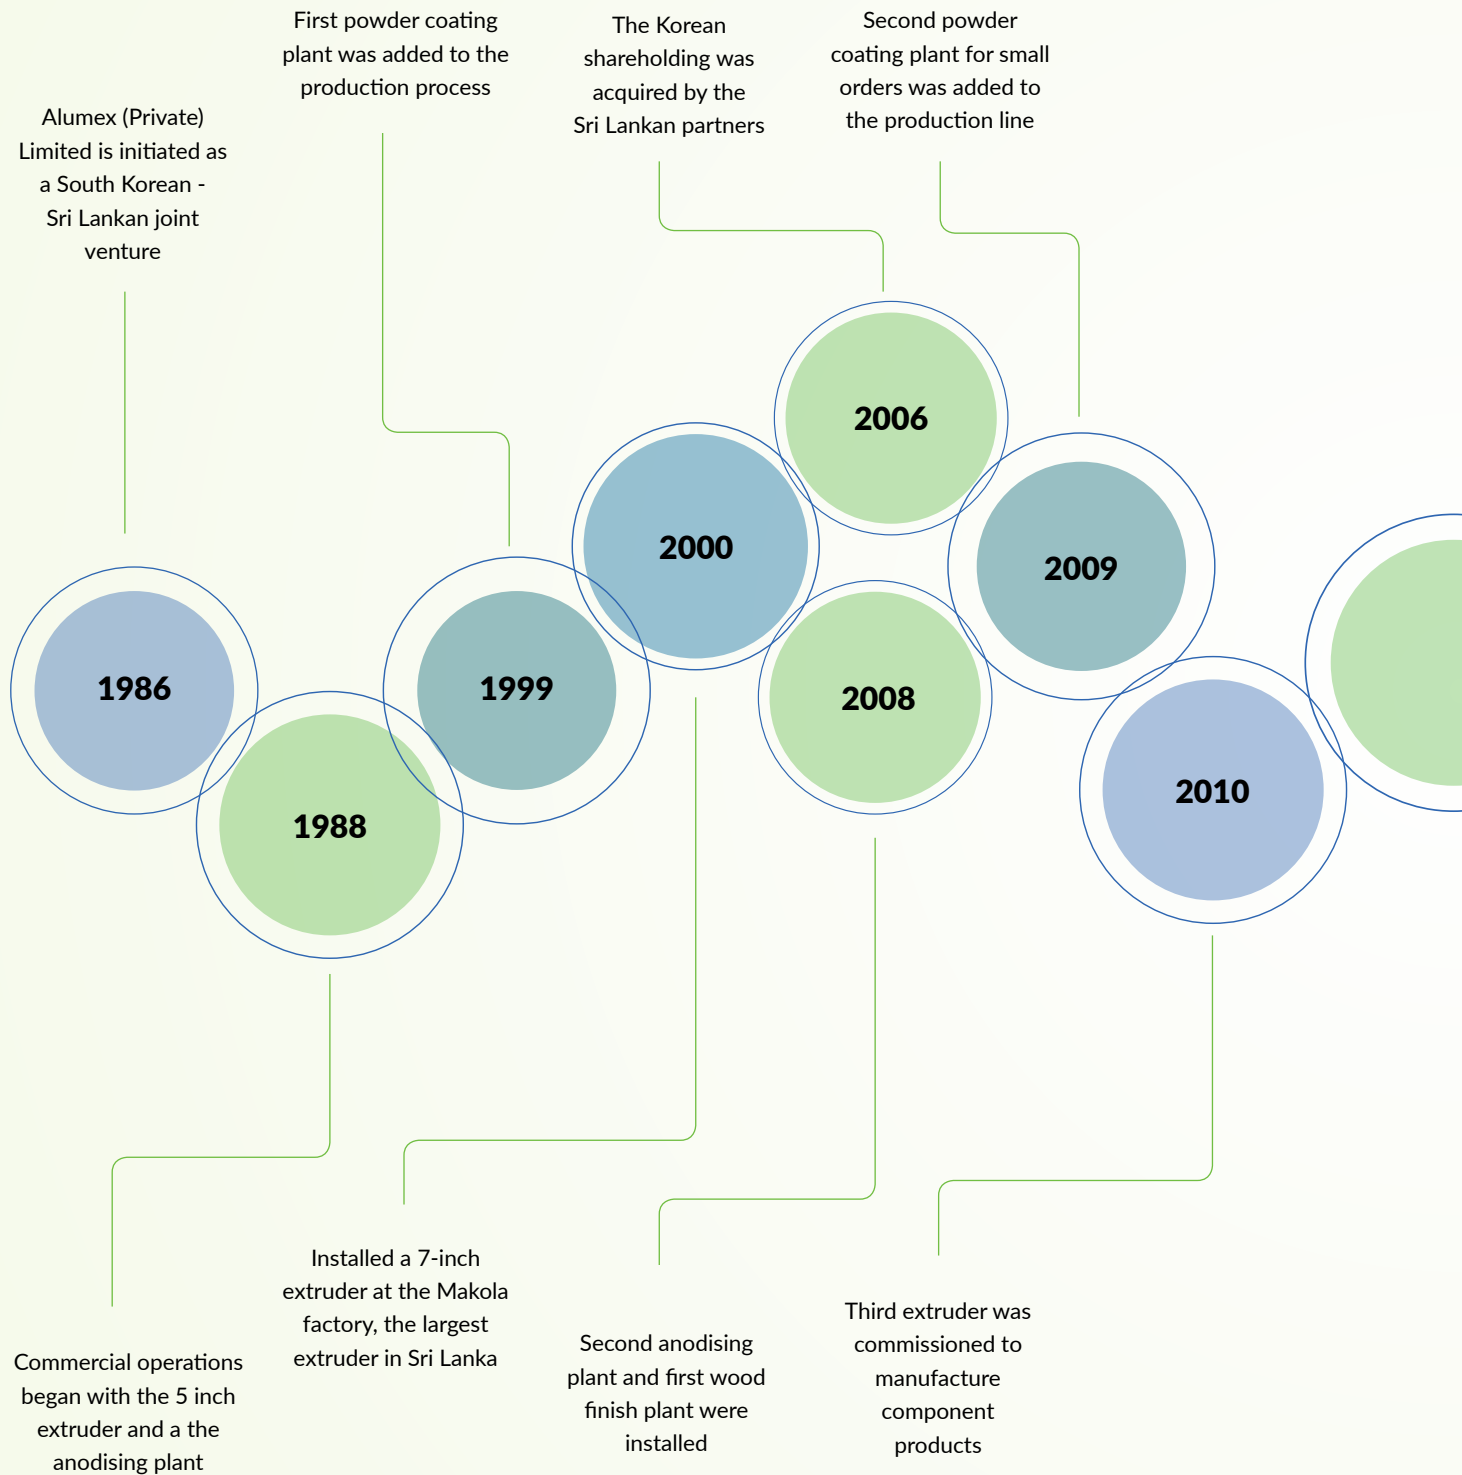 First powder coating
plant was added to the
production process
The Korean
shareholding was
acquired by the
Sri Lankan partners
Second powder
coating plant for small
orders was added to
the production line
Alumex (Private)
Limited is initiated as
a South Korean -
Sri Lankan joint
venture
2006
2000
2009
1986
1999
2008
2010
1988
Installed a 7-inch
extruder at the Makola
factory, the largest
extruder in Sri Lanka
Commercial operations
began with the 5 inch
extruder and a the
anodising plant
Second anodising
plant and first wood
finish plant were
installed
Third extruder was
commissioned to
manufacture
component
products